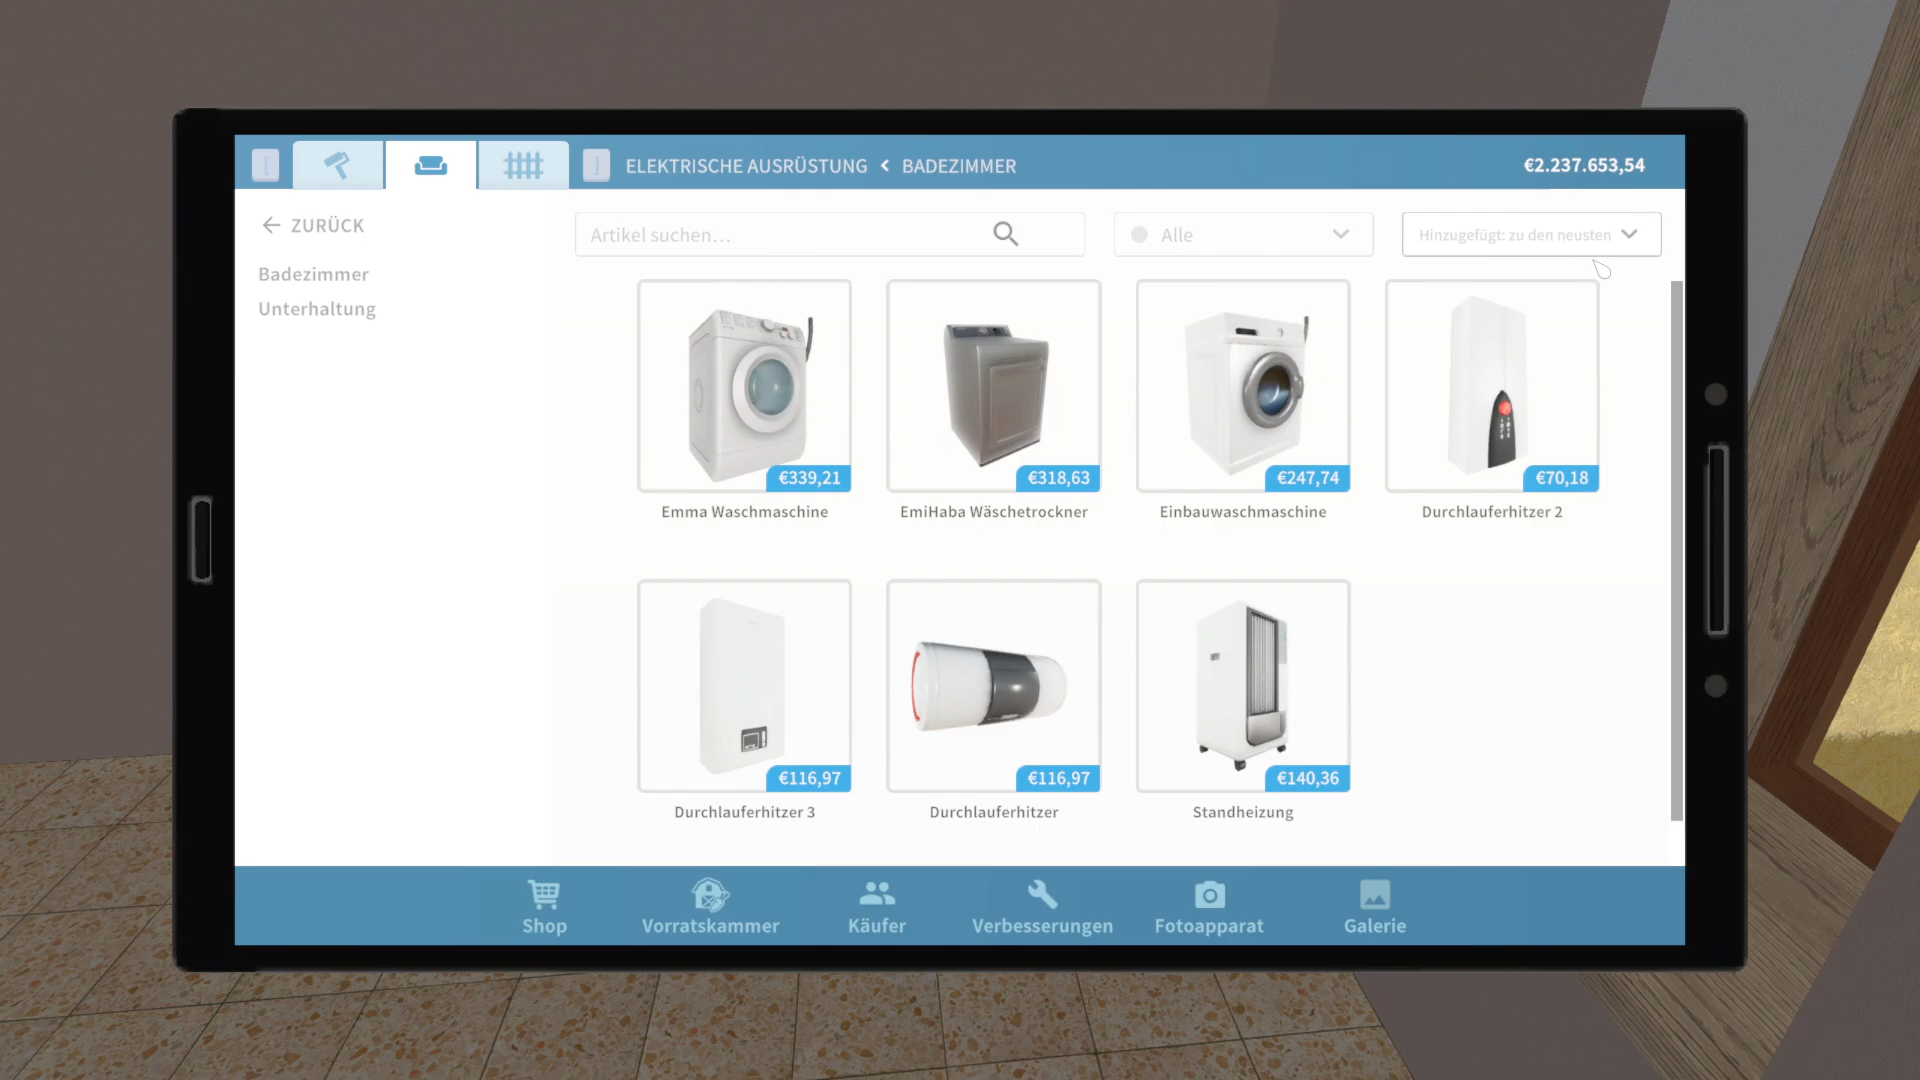 [
]
ELEKTRISCHE AUSRÜSTUNG < BADEZIMMER
€2.237.653,54
ZURÜCK
Badezimmer
Unterhaltung
Artikel suchen...
Alle
Hinzugefügt: zu den neusten
€339,21
€318,63
€247,74
€70,18
Emma Waschmaschine
EmiHaba Wäschetrockner
Einbauwaschmaschine
Durchlauferhitzer 2
€116,97
€116,97
€140,36
Durchlauferhitzer 3
Durchlauferhitzer
Standheizung
Shop
Vorratskammer
Käufer
Verbesserungen
Fotoapparat
Galerie